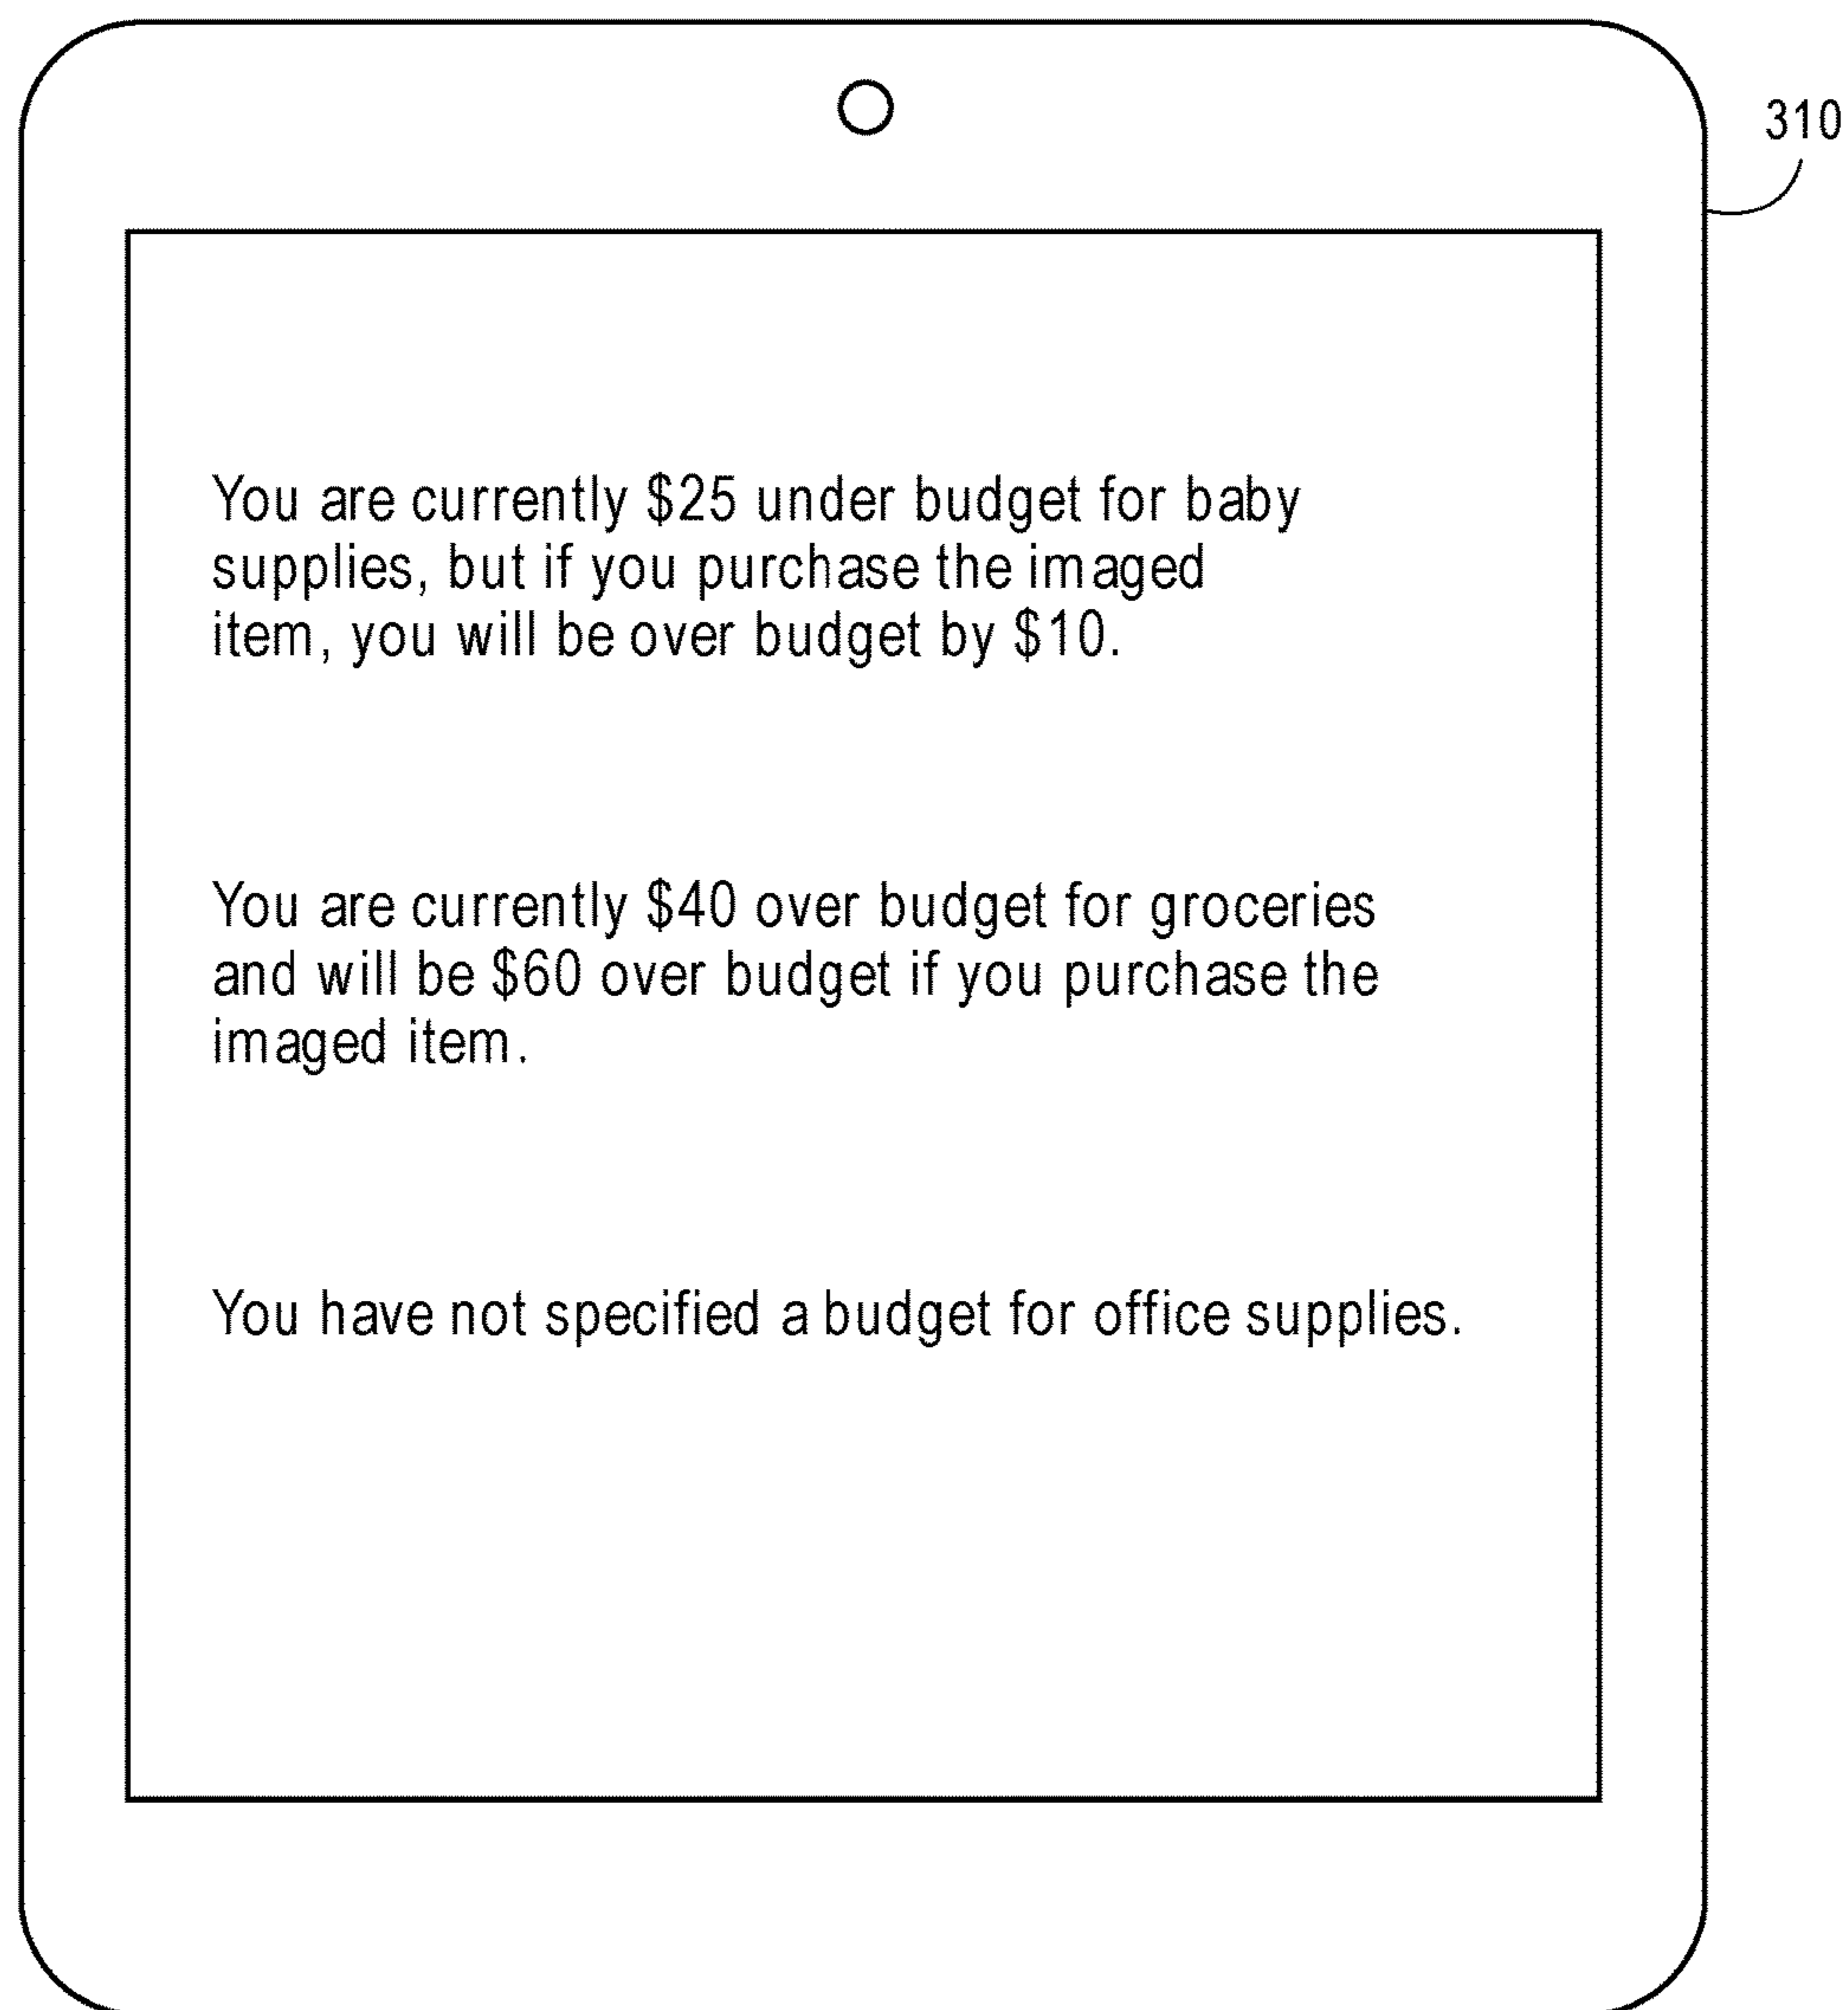 310
You are currently $25 under budget for baby
supplies, but if you purchase the imaged
item, you will be over budget by $10.
You are currently $40 over budget for groceries
and will be $60 over budget if you purchase the
imaged item.
You have not specified a budget for office supplies.